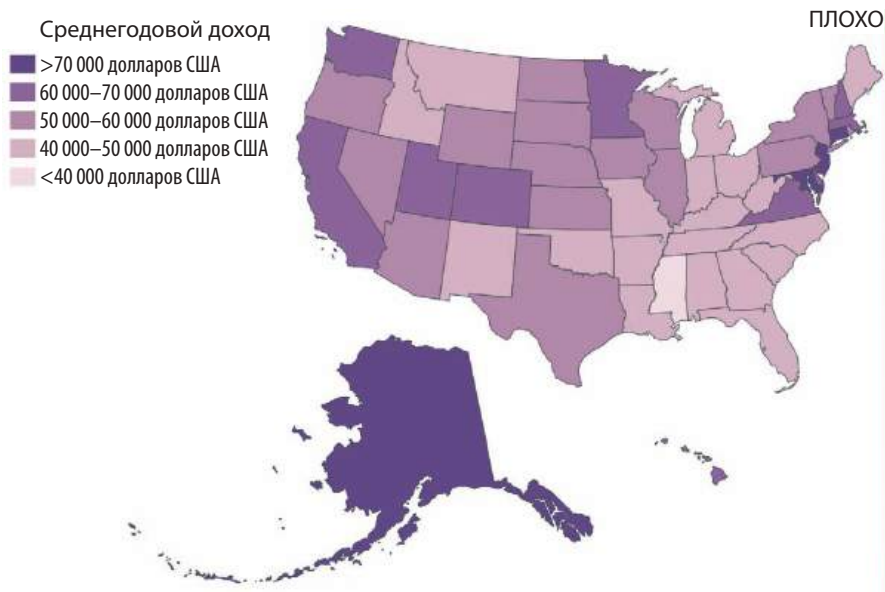 ПЛОХО
Среднегодовой доход
>70 000 долларов США
60 000–70 000 долларов США
50 000–60 000 долларов США
40 000–50 000 долларов США
<40 000 долларов США